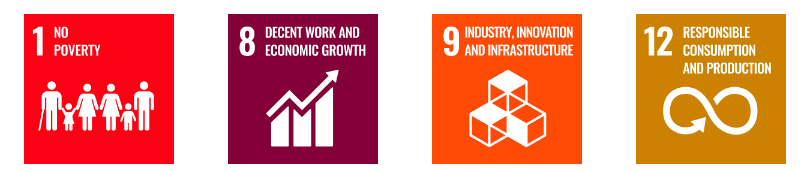 1 NO
POVERTY
8 DECENT WORK AND
ECONOMIC GROWTH
9 INDUSTRY, INNOVATION
AND INFRASTRUCTURE
12 RESPONSIBLE
CONSUMPTION
AND PRODUCTION